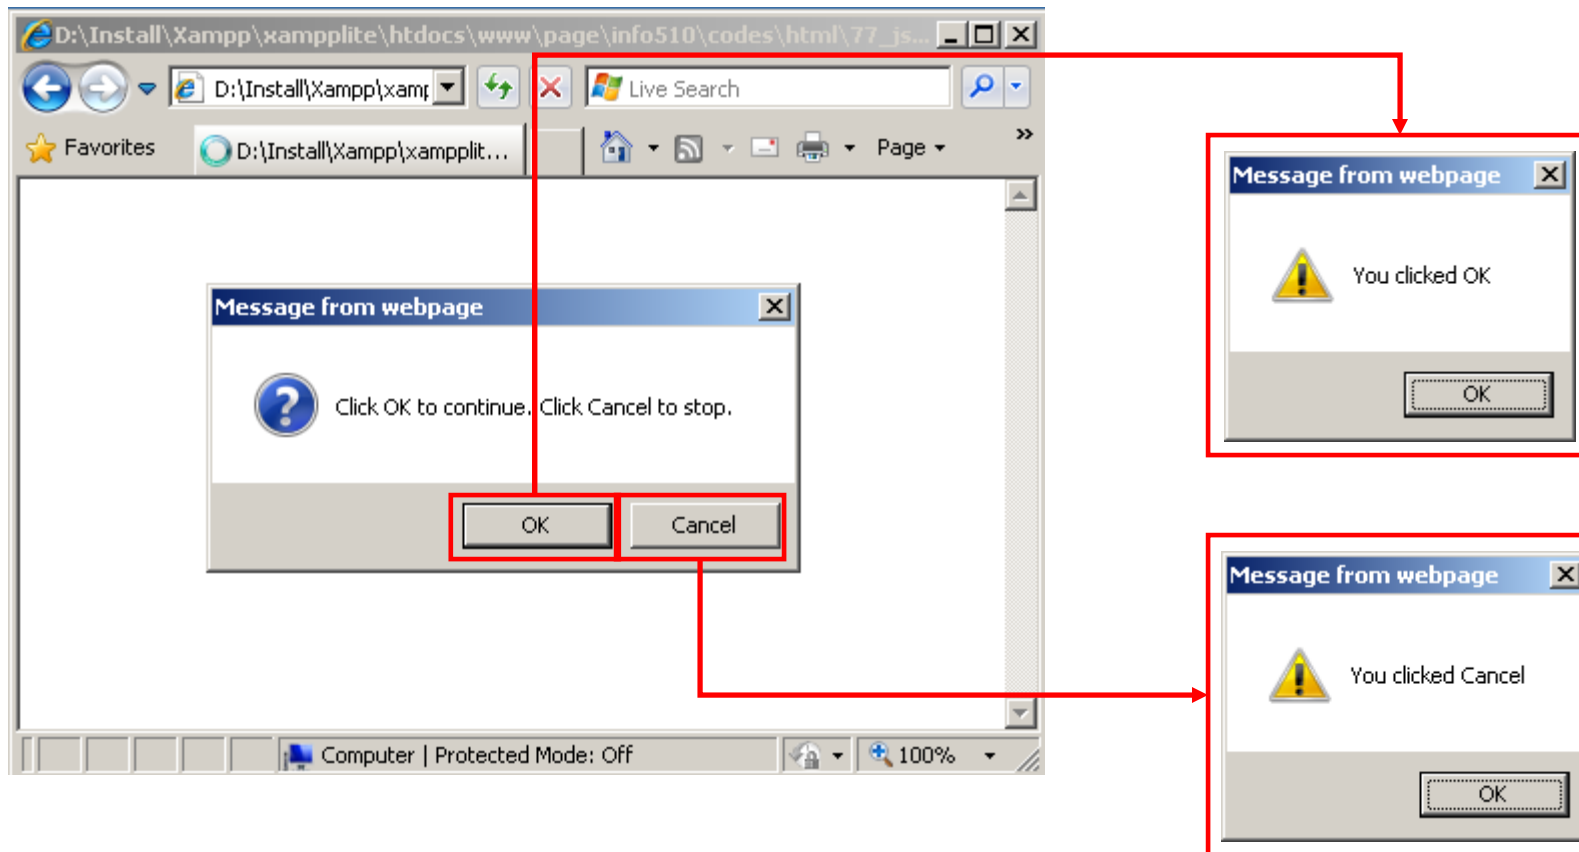 D:\Install\Xampp\xampplite\htdocs\www\page\info510\codes\html\77_js...
D:\Install\Xampp\xamp
Live Search
Favorites
D:\Install\Xampp\xampplit...
Page
Message from webpage
Click OK to continue. Click Cancel to stop.
OK
Cancel
Computer | Protected Mode: Off
100%
Message from webpage
You clicked OK
OK
Message from webpage
You clicked Cancel
OK